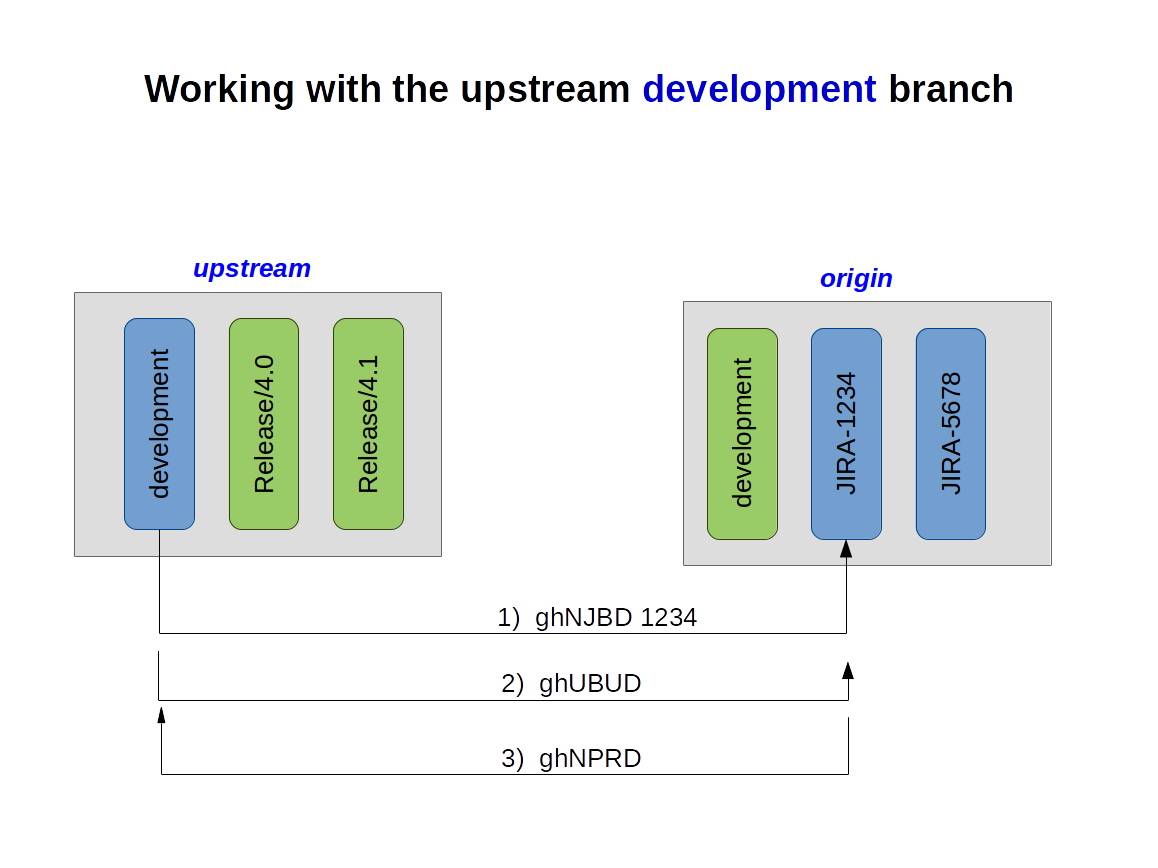 Working with the upstream development branch
upstream
origin
development
Release/4.0
Release/4.1
development
JIRA-1234
JIRA-5678
1) ghNJBD 1234
2) ghUBUD
3) ghNPRD